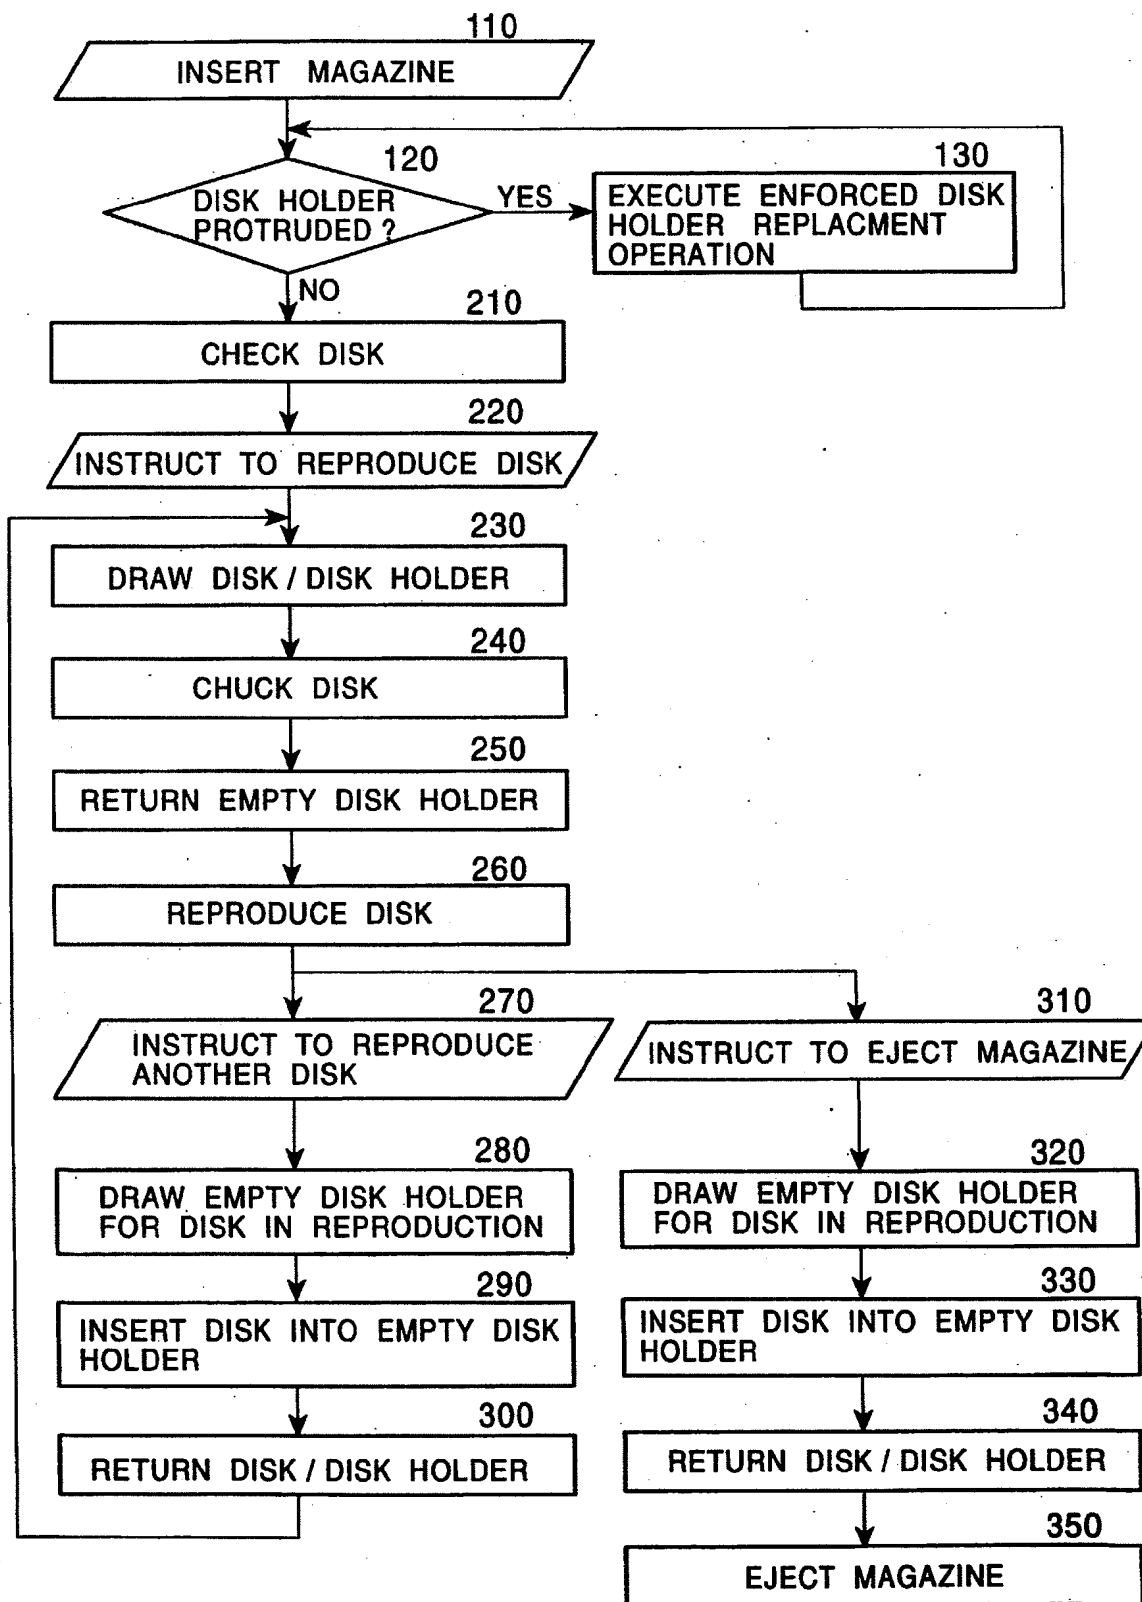 110
INSERT MAGAZINE
120
DISK HOLDER
PROTRUDED ?
YES
130
EXECUTE ENFORCED DISK
HOLDER REPLACMENT
OPERATION
NO
210
CHECK DISK
220
INSTRUCT TO REPRODUCE DISK
230
DRAW DISK / DISK HOLDER
240
CHUCK DISK
250
RETURN EMPTY DISK HOLDER
260
REPRODUCE DISK
270
INSTRUCT TO REPRODUCE
ANOTHER DISK
280
DRAW EMPTY DISK HOLDER
FOR DISK IN REPRODUCTION
290
INSERT DISK INTO EMPTY DISK
HOLDER
300
RETURN DISK / DISK HOLDER
310
INSTRUCT TO EJECT MAGAZINE
320
DRAW EMPTY DISK HOLDER
FOR DISK IN REPRODUCTION
330
INSERT DISK INTO EMPTY DISK
HOLDER
340
RETURN DISK / DISK HOLDER
350
EJECT MAGAZINE